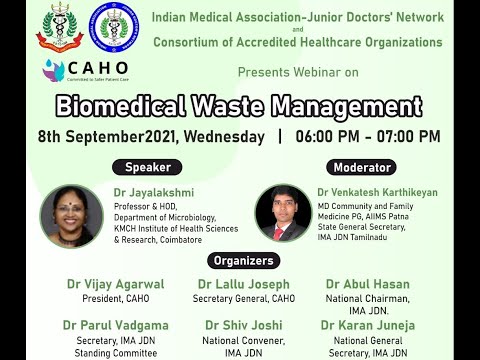 Indian Medical Association-Junior Doctors' Network
and
Consortium of Accredited Healthcare Organizations
CAHO
Committed to Safer Patient Care
Presents Webinar on
Biomedical Waste Management
8th September2021, Wednesday | 06:00 PM - 07:00 PM
Speaker
Dr Jayalakshmi
Professor & HOD,
Department of Microbiology,
KMCH Institute of Health Sciences
& Research, Coimbatore
Moderator
Dr Venkatesh Karthikeyan
MD Community and Family
Medicine PG, AIIMS Patna
State General Secretary,
IMA JDN Tamilnadu
Organizers
Dr Vijay Agarwal
President, CAHO
Dr Lallu Joseph
Secretary General, CAHO
Dr Abul Hasan
National Chairman,
IMA JDN.
Dr Parul Vadgama
Secretary, IMA JDN
Standing Committee
Dr Shiv Joshi
National Convener,
IMA JDN
Dr Karan Juneja
National General
Secretary, IMA JDN